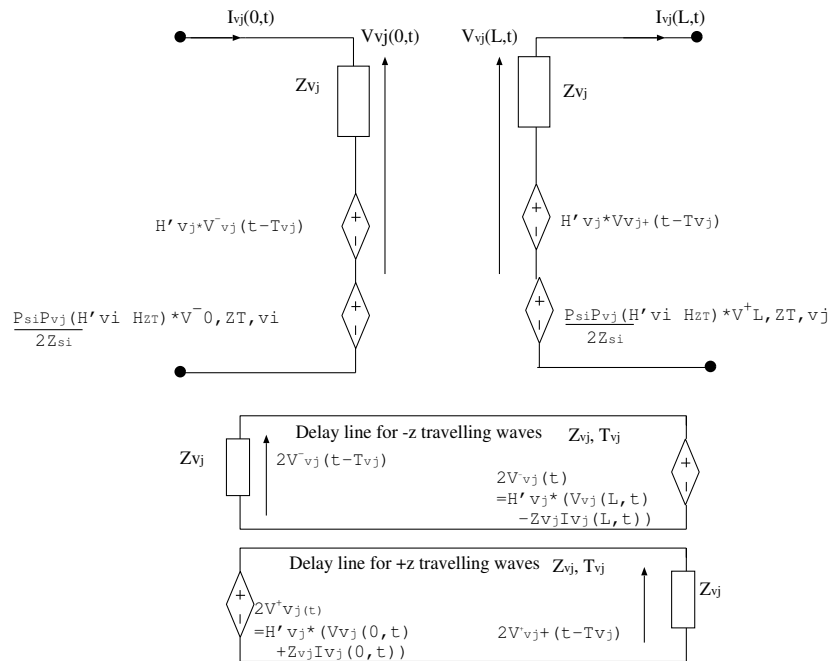 Ivj(0,t)
Ivj(L,t)
Vvj(0,t)
Vvj(L,t)
Zvj
Zvj
+
−
+
−
H'vj*V⁻vj(t−Tvj)
H'vj*Vvj+(t−Tvj)
+
−
+
−
PsiPvj(H'vi HZT)*V⁻0,ZT,vi
2Zsi
PsiPvj(H'vi HZT)*V⁺L,ZT,vj
2Zsi
Delay line for -z travelling waves Zvj, Tvj
Zvj
2V⁻vj(t−Tvj)
2V⁻vj(t)
=H'vj*(Vvj(L,t)
−ZvjIvj(L,t))
+
−
Delay line for +z travelling waves Zvj, Tvj
Zvj
+
−
2V⁺vj(t)
=H'vj*(Vvj(0,t)
+ZvjIvj(0,t))
2V⁺vj+(t−Tvj)